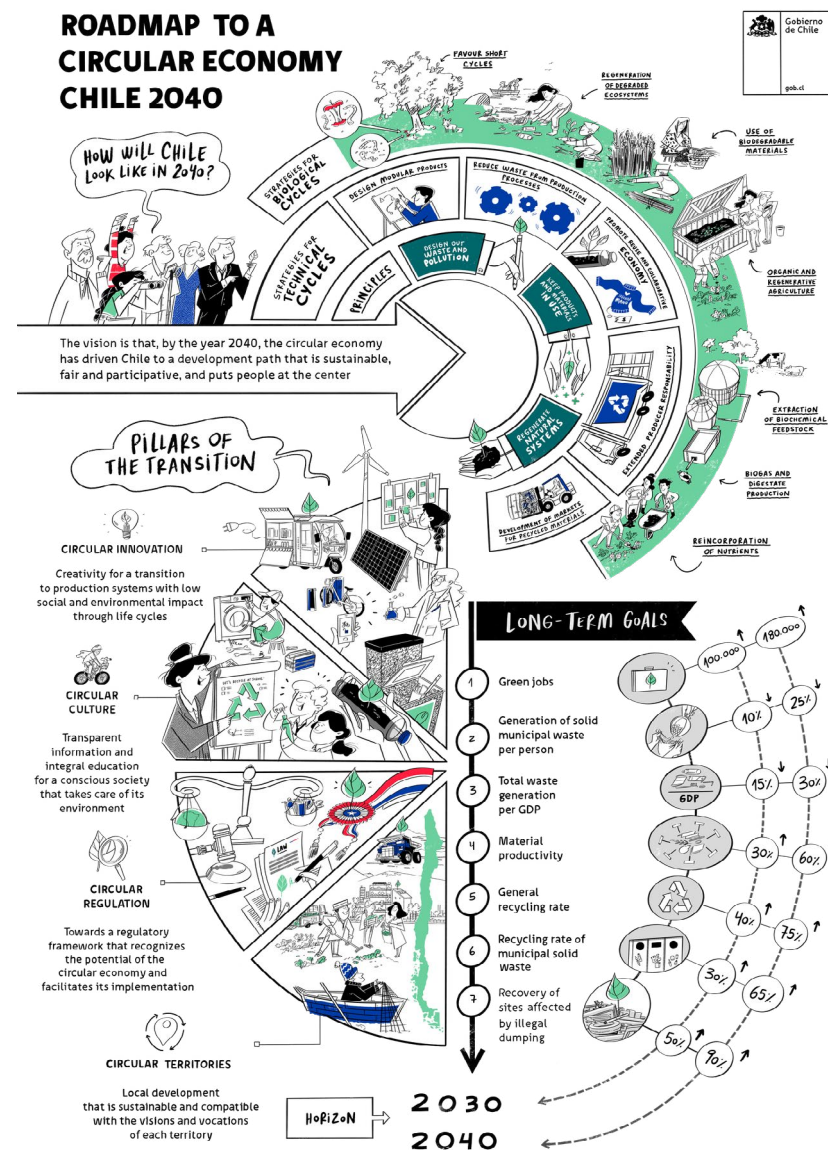 ROADMAP TO A
CIRCULAR ECONOMY
CHILE 2040
Gobierno
de Chile
gob.cl
HOW WILL CHILE
LOOK LIKE IN 2040?
FAVOUR SHORT
CYCLES
REGENERATION
OF DEGRADED
ECOSYSTEMS
USE OF
BIODEGRADABLE
MATERIALS
ORGANIC AND
REGENERATIVE
AGRICULTURE
EXTRACTION
OF BIOCHEMICAL
FEEDSTOCK
BIOGAS AND
DIGESTATE
PRODUCTION
REINCORPORATION
OF NUTRIENTS
STRATEGIES FOR
BIOLOGICAL
CYCLES
STRATEGIES FOR
TECHNICAL
CYCLES
DESIGN MODULAR PRODUCTS
REDUCE WASTE FROM PRODUCTION
PROCESSES
PROMOTE REUSE AND COLLABORATIVE
ECONOMY
EXTENDED PRODUCER RESPONSABILITY
DEVELOPMENT OF MARKETS
FOR RECYCLED MATERIALS
PRINCIPLES
DESIGN OUT
WASTE AND
POLLUTION
KEEP PRODUCTS
AND MATERIALS
IN USE
REGENERATE
NATURAL
SYSTEMS
The vision is that, by the year 2040, the circular economy
has driven Chile to a development path that is sustainable,
fair and participative, and puts people at the center
PILLARS OF
THE TRANSITION
CIRCULAR INNOVATION
Creativity for a transition
to production systems with low
social and environmental impact
through life cycles
CIRCULAR
CULTURE
Transparent
information and
integral education
for a conscious society
that takes care of its
environment
CIRCULAR
REGULATION
Towards a regulatory
framework that recognizes
the potential of the
circular economy and
facilitates its implementation
CIRCULAR TERRITORIES
Local development
that is sustainable and compatible
with the visions and vocations
of each territory
LAW
LONG-TERM GOALS
1
Green jobs
100.000
180.000
2
Generation of solid
municipal waste
per person
10%
25%
3
Total waste
generation
per GDP
GDP
15%
30%
4
Material
productivity
30%
60%
5
General
recycling rate
40%
75%
6
Recycling rate of
municipal solid
waste
30%
65%
7
Recovery of
sites affected
by illegal
dumping
50%
90%
HORIZON
2030
2040